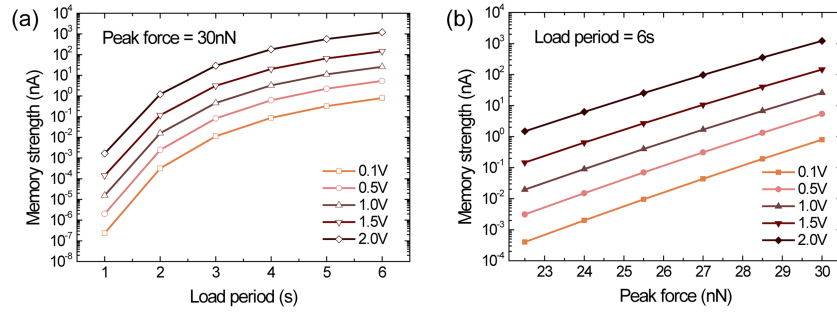 (a)
Peak force = 30nN
Memory strength (nA)
10^4
10^3
10^2
10^1
10^0
10^-1
10^-2
10^-3
10^-4
10^-5
10^-6
10^-7
10^-8
0.1V
0.5V
1.0V
1.5V
2.0V
1 2 3 4 5 6
Load period (s)
(b)
Load period = 6s
Memory strength (nA)
10^4
10^3
10^2
10^1
10^0
10^-1
10^-2
10^-3
10^-4
0.1V
0.5V
1.0V
1.5V
2.0V
23 24 25 26 27 28 29 30
Peak force (nN)